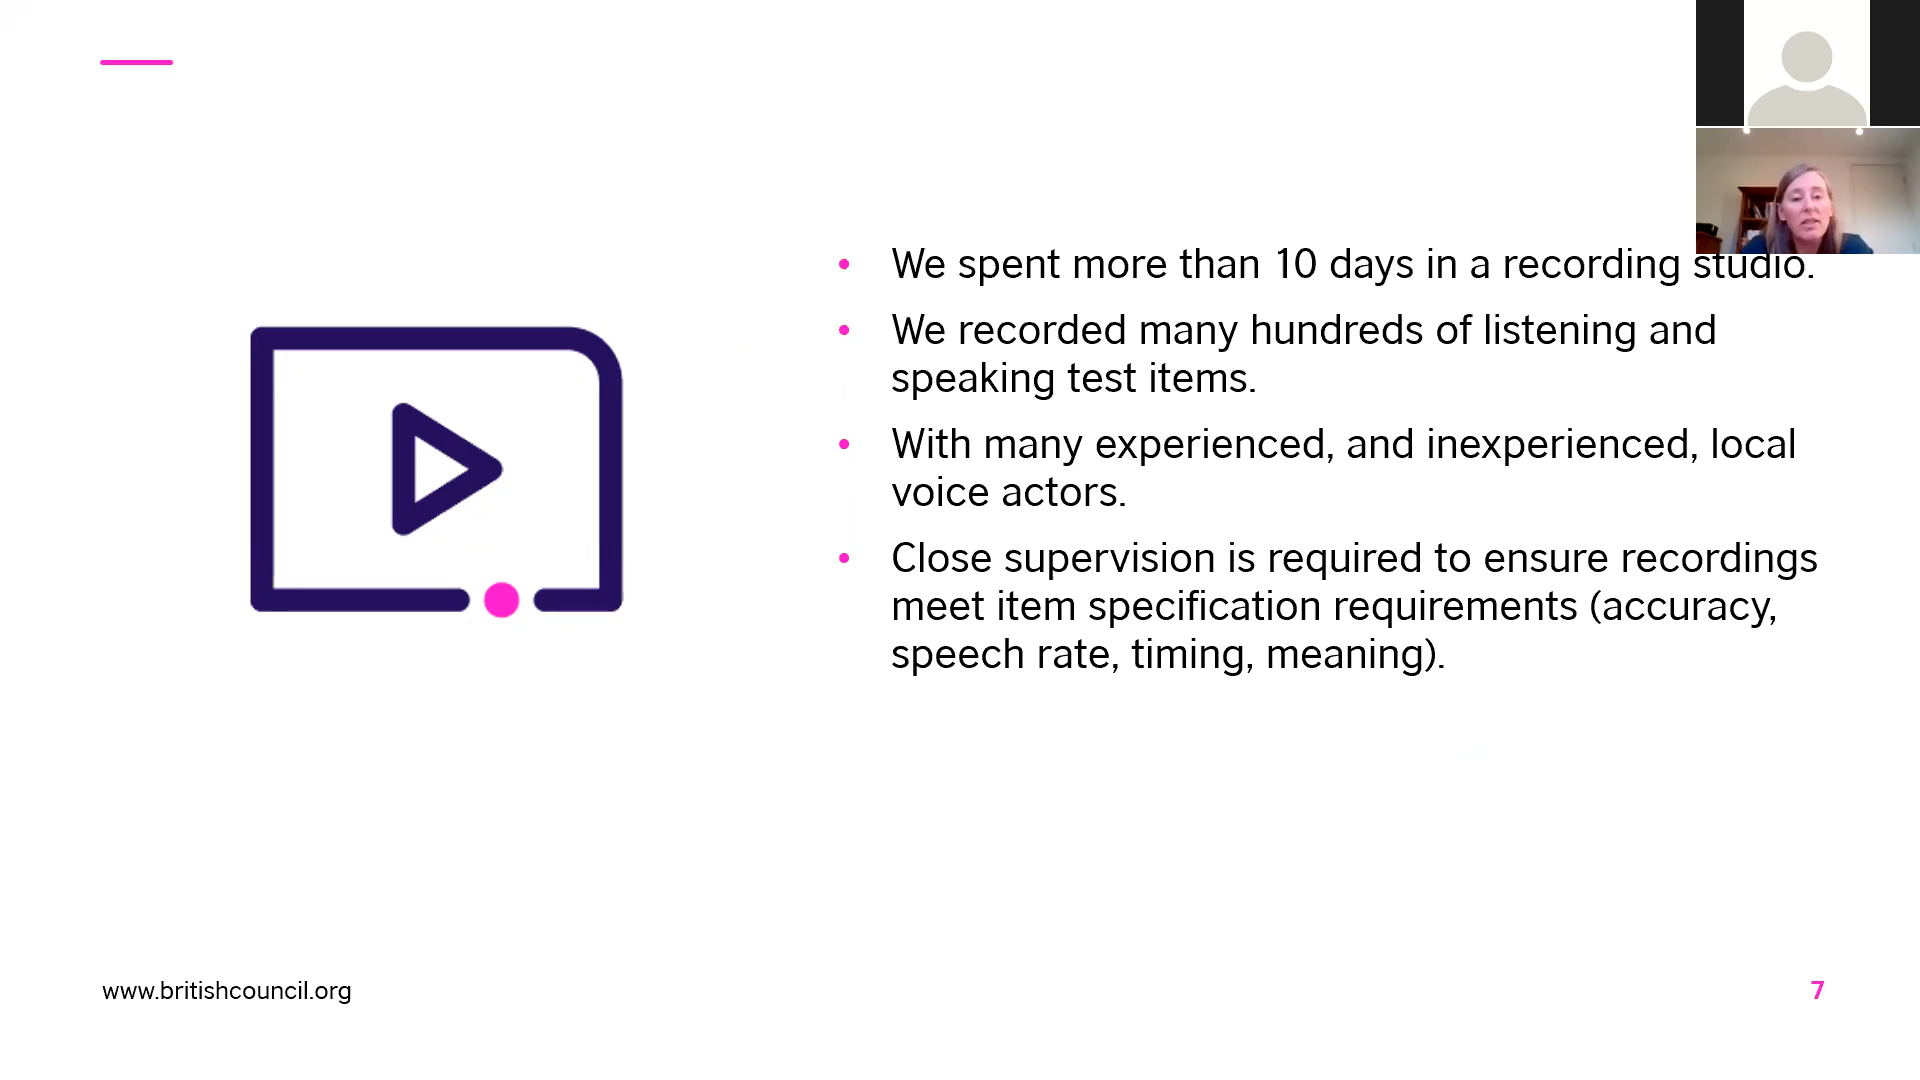 • We spent more than 10 days in a recording studio.
• We recorded many hundreds of listening and
speaking test items.
• With many experienced, and inexperienced, local
voice actors.
• Close supervision is required to ensure recordings
meet item specification requirements (accuracy,
speech rate, timing, meaning).
www.britishcouncil.org
7